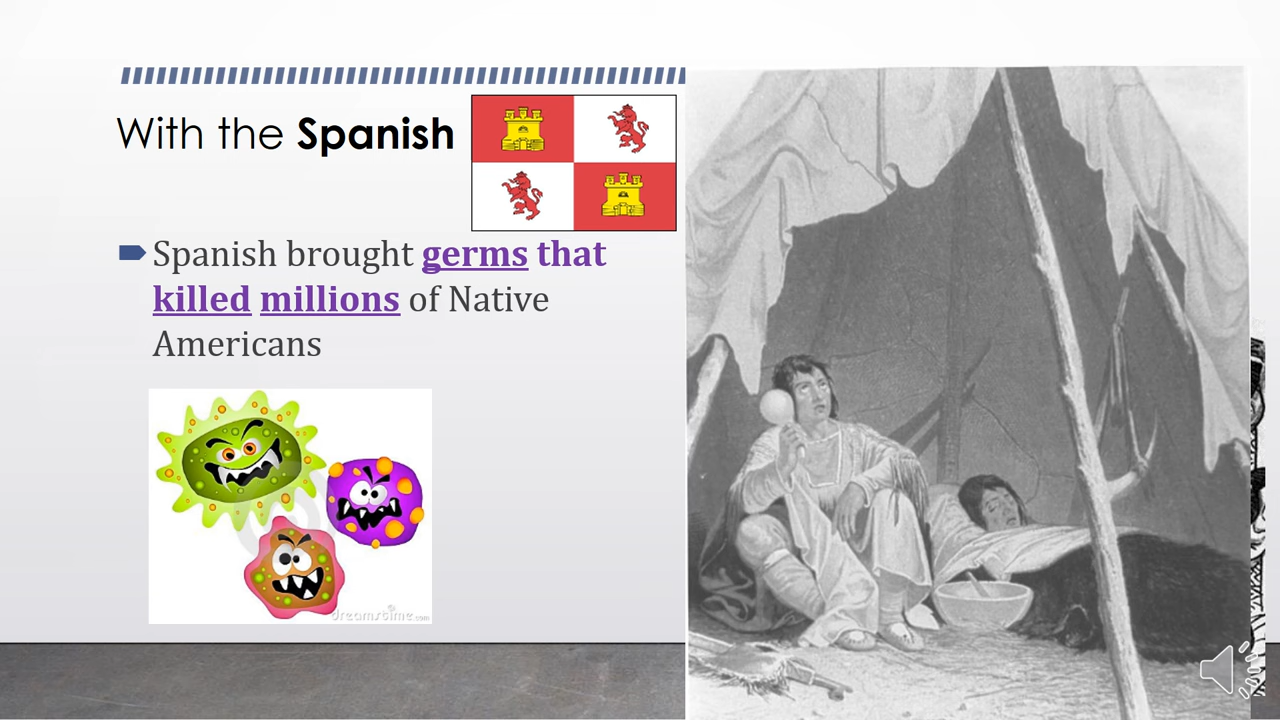 With the Spanish
Spanish brought germs that
killed millions of Native
Americans
dreamstime.com